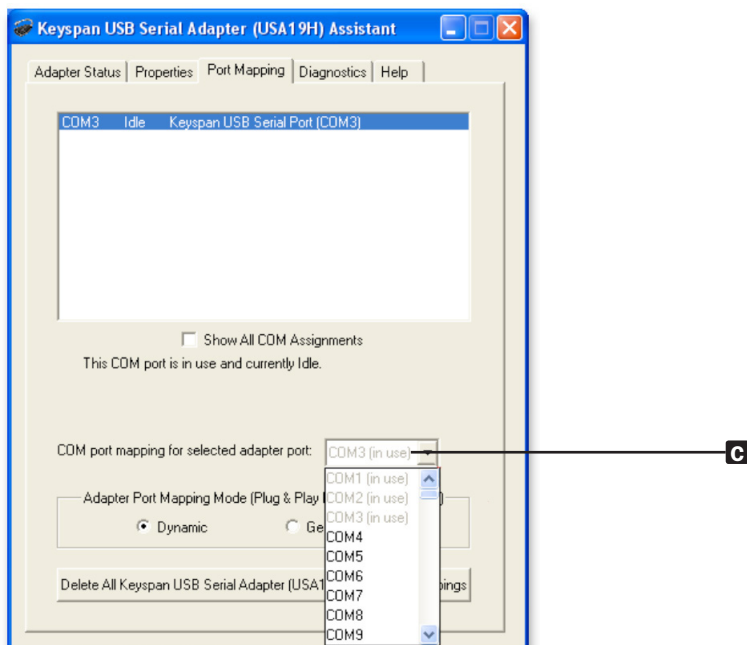 Keyspan USB Serial Adapter (USA19H) Assistant
Adapter Status Properties Port Mapping Diagnostics Help
COM3 Idle Keyspan USB Serial Port (COM3)
Show All COM Assignments
This COM port is in use and currently Idle.
COM port mapping for selected adapter port: COM3 (in use)
C
COM1 (in use)
Adapter Port Mapping Mode (Plug & Play COM2 (in use)
COM3 (in use)
Dynamic Ge
COM4
COM5
COM6
Delete All Keyspan USB Serial Adapter (USA1 COM7 pings
COM8
COM9